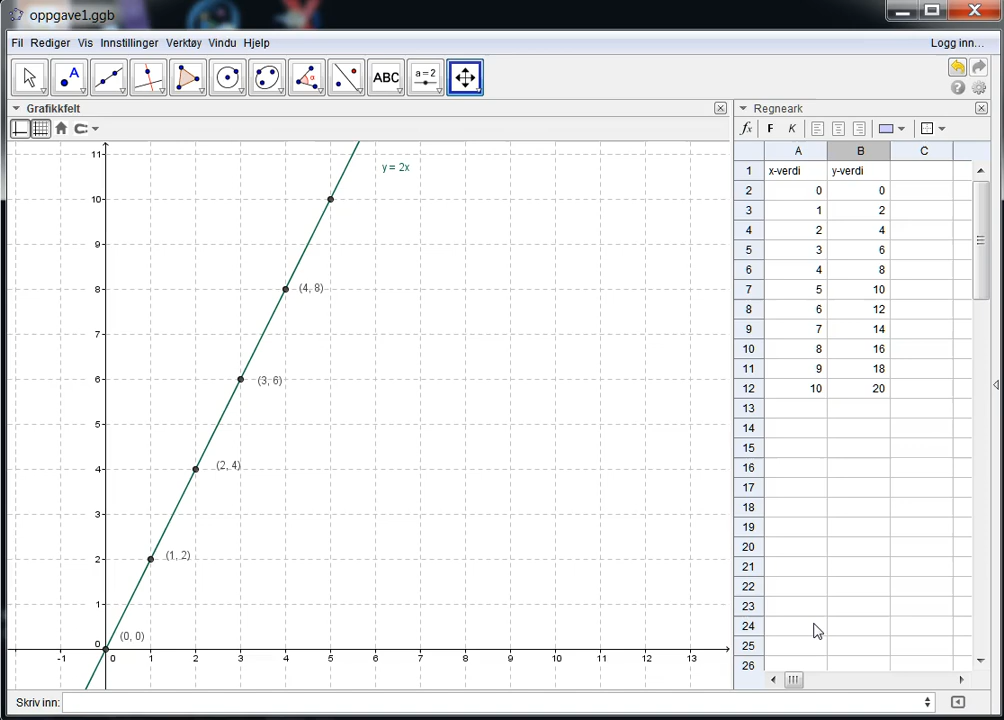 oppgave1.ggb
Fil Rediger Vis Innstillinger Verktøy Vindu Hjelp Logg inn...
A α ABC a=2
Grafikkfelt
Regneark
fx F K
A B C
1 x-verdi y-verdi
2 0 0
3 1 2
4 2 4
5 3 6
6 4 8
7 5 10
8 6 12
9 7 14
10 8 16
11 9 18
12 10 20
13
14
15
16
17
18
19
20
21
22
23
24
25
26
11
y = 2x
10
9
8
(4, 8)
7
6
(3, 6)
5
4
(2, 4)
3
2
(1, 2)
1
0
(0, 0)
-1 0 1 2 3 4 5 6 7 8 9 10 11 12 13
Skriv inn: